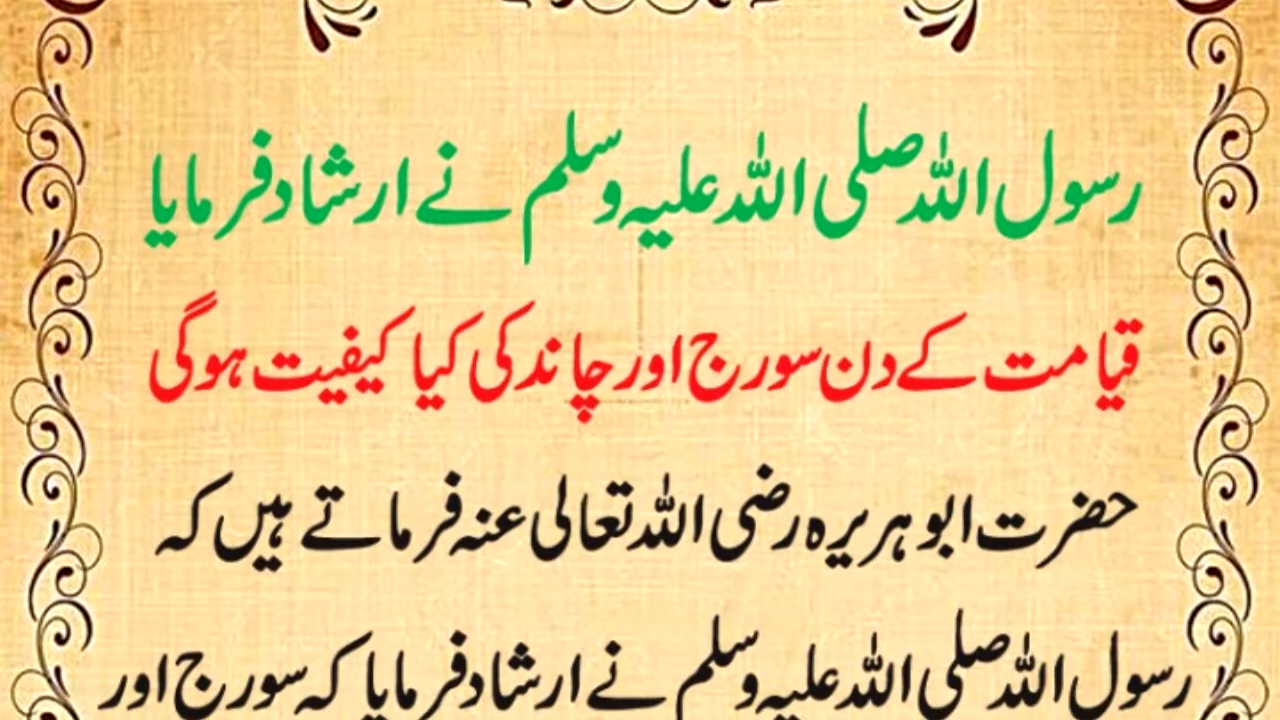 رسول اللہ صلی اللہ علیہ وسلم نے ارشاد فرمایا
قیامت کے دن سورج اور چاند کی کیا کیفیت ہوگی
حضرت ابو ہریرہ رضی اللہ تعالی عنہ فرماتے ہیں کہ
رسول اللہ صلی اللہ علیہ وسلم نے ارشاد فرمایا کہ سورج اور